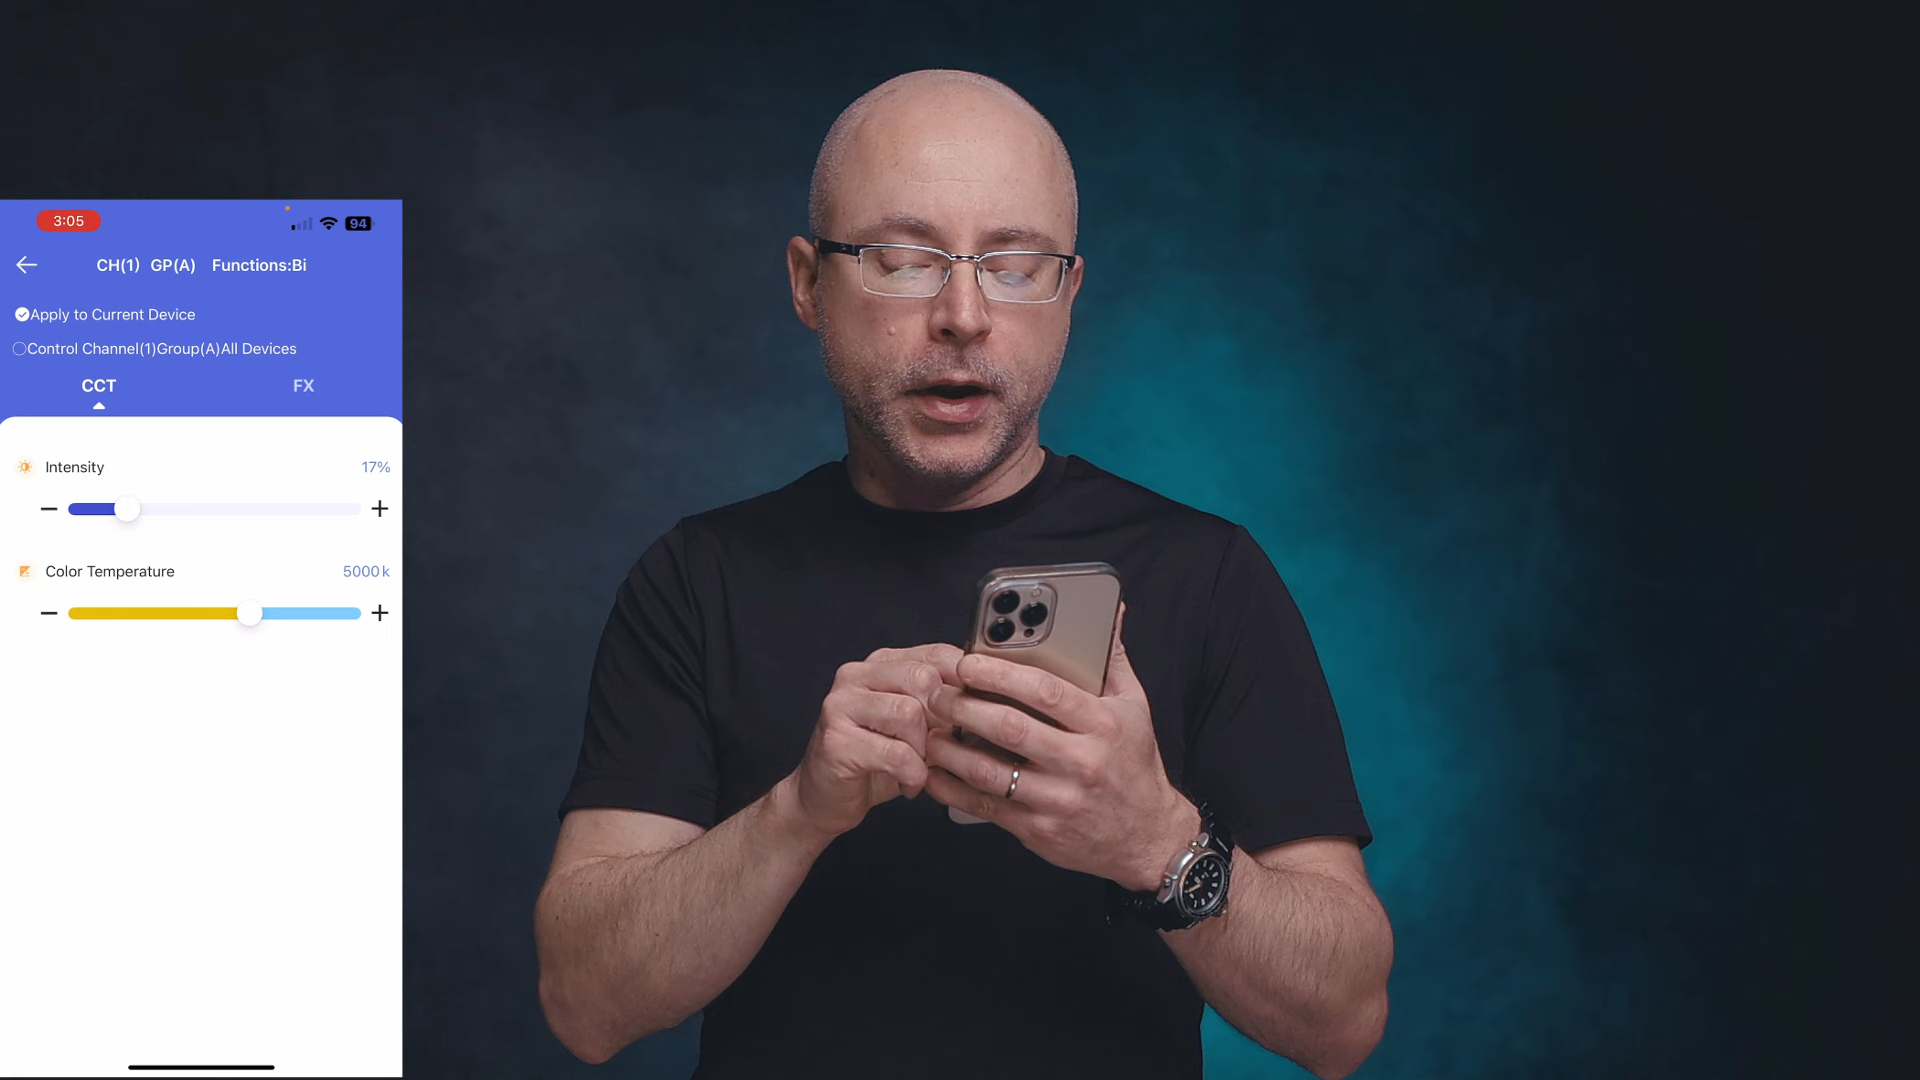 3:05
94
CH(1) GP(A) Functions:Bi
Apply to Current Device
Control Channel(1)Group(A)All Devices
CCT FX
Intensity 17%
Color Temperature 5000k